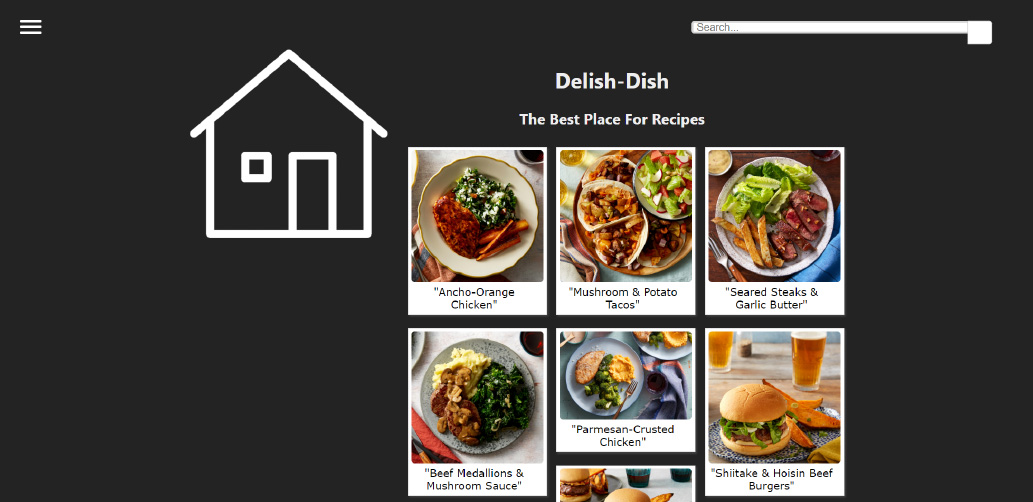 Search...
Delish-Dish
The Best Place For Recipes
"Ancho-Orange
Chicken"
"Mushroom & Potato
Tacos"
"Seared Steaks &
Garlic Butter"
"Beef Medallions &
Mushroom Sauce"
"Parmesan-Crusted
Chicken"
"Shiitake & Hoisin Beef
Burgers"